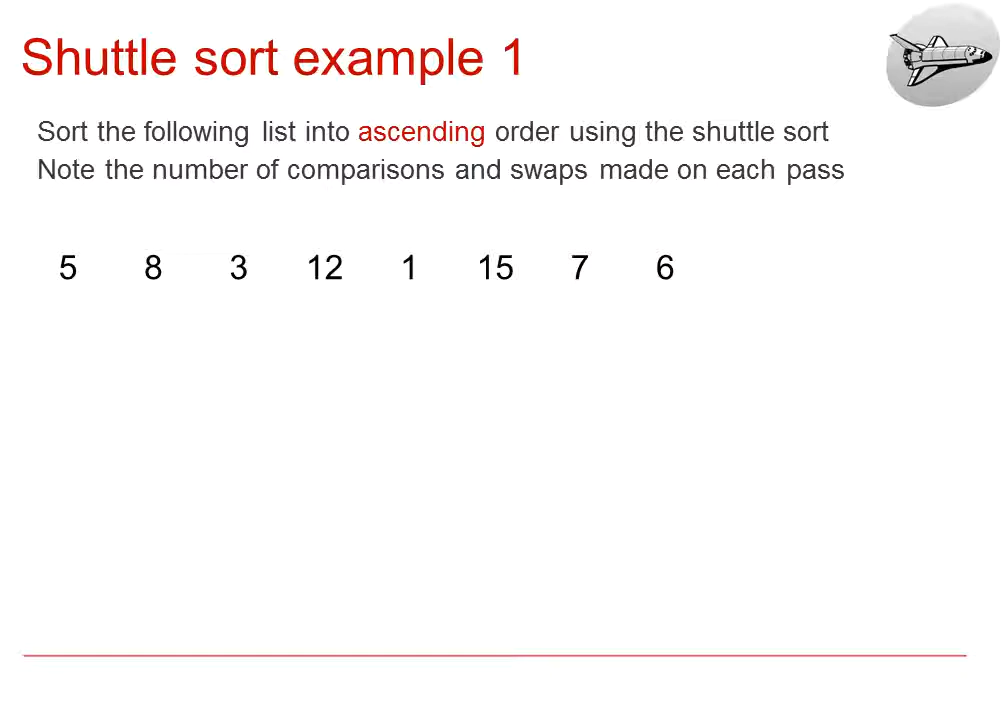 Shuttle sort example 1
Sort the following list into ascending order using the shuttle sort
Note the number of comparisons and swaps made on each pass
5 8 3 12 1 15 7 6